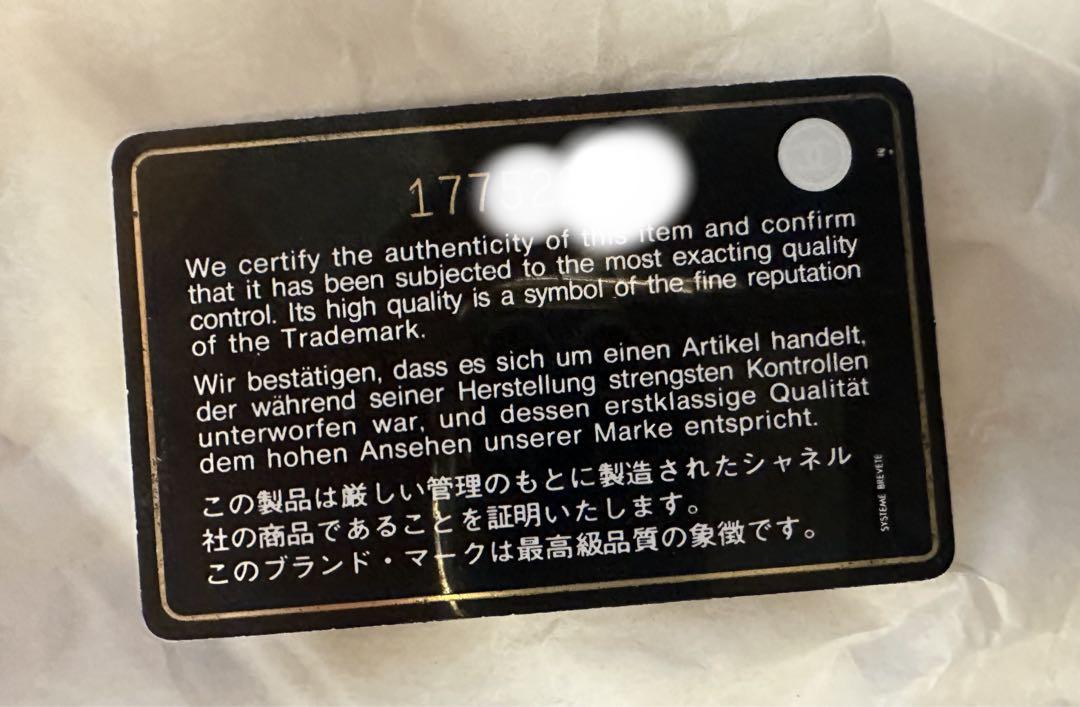 177
We certify the authenticity of this item and confirm
that it has been subjected to the most exacting quality
control. Its high quality is a symbol of the fine reputation
of the Trademark.
Wir bestätigen, dass es sich um einen Artikel handelt,
der während seiner Herstellung strengsten Kontrollen
unterworfen war, und dessen erstklassige Qualität
dem hohen Ansehen unserer Marke entspricht.
この製品は厳しい管理のもとに製造されたシャネル
社の商品であることを証明いたします。
このブランド・マークは最高級品質の象徴です。
SYSTEME BREVETE